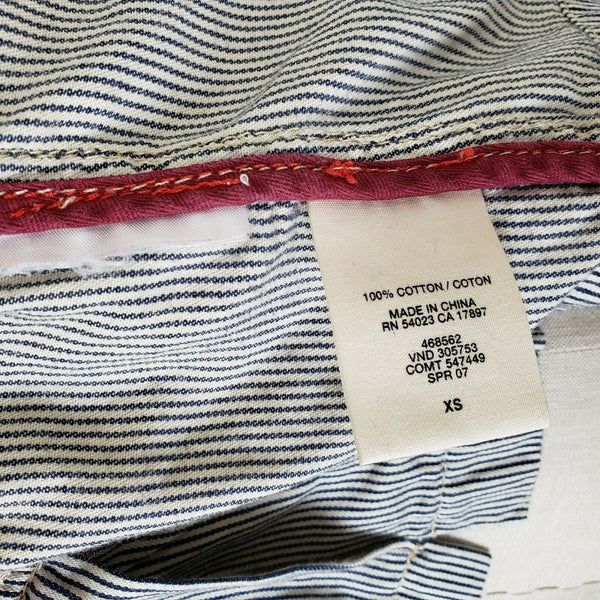 100% COTTON / COTON
MADE IN CHINA
RN 54023 CA 17897
468562
VND 305753
COMT 547449
SPR 07
XS